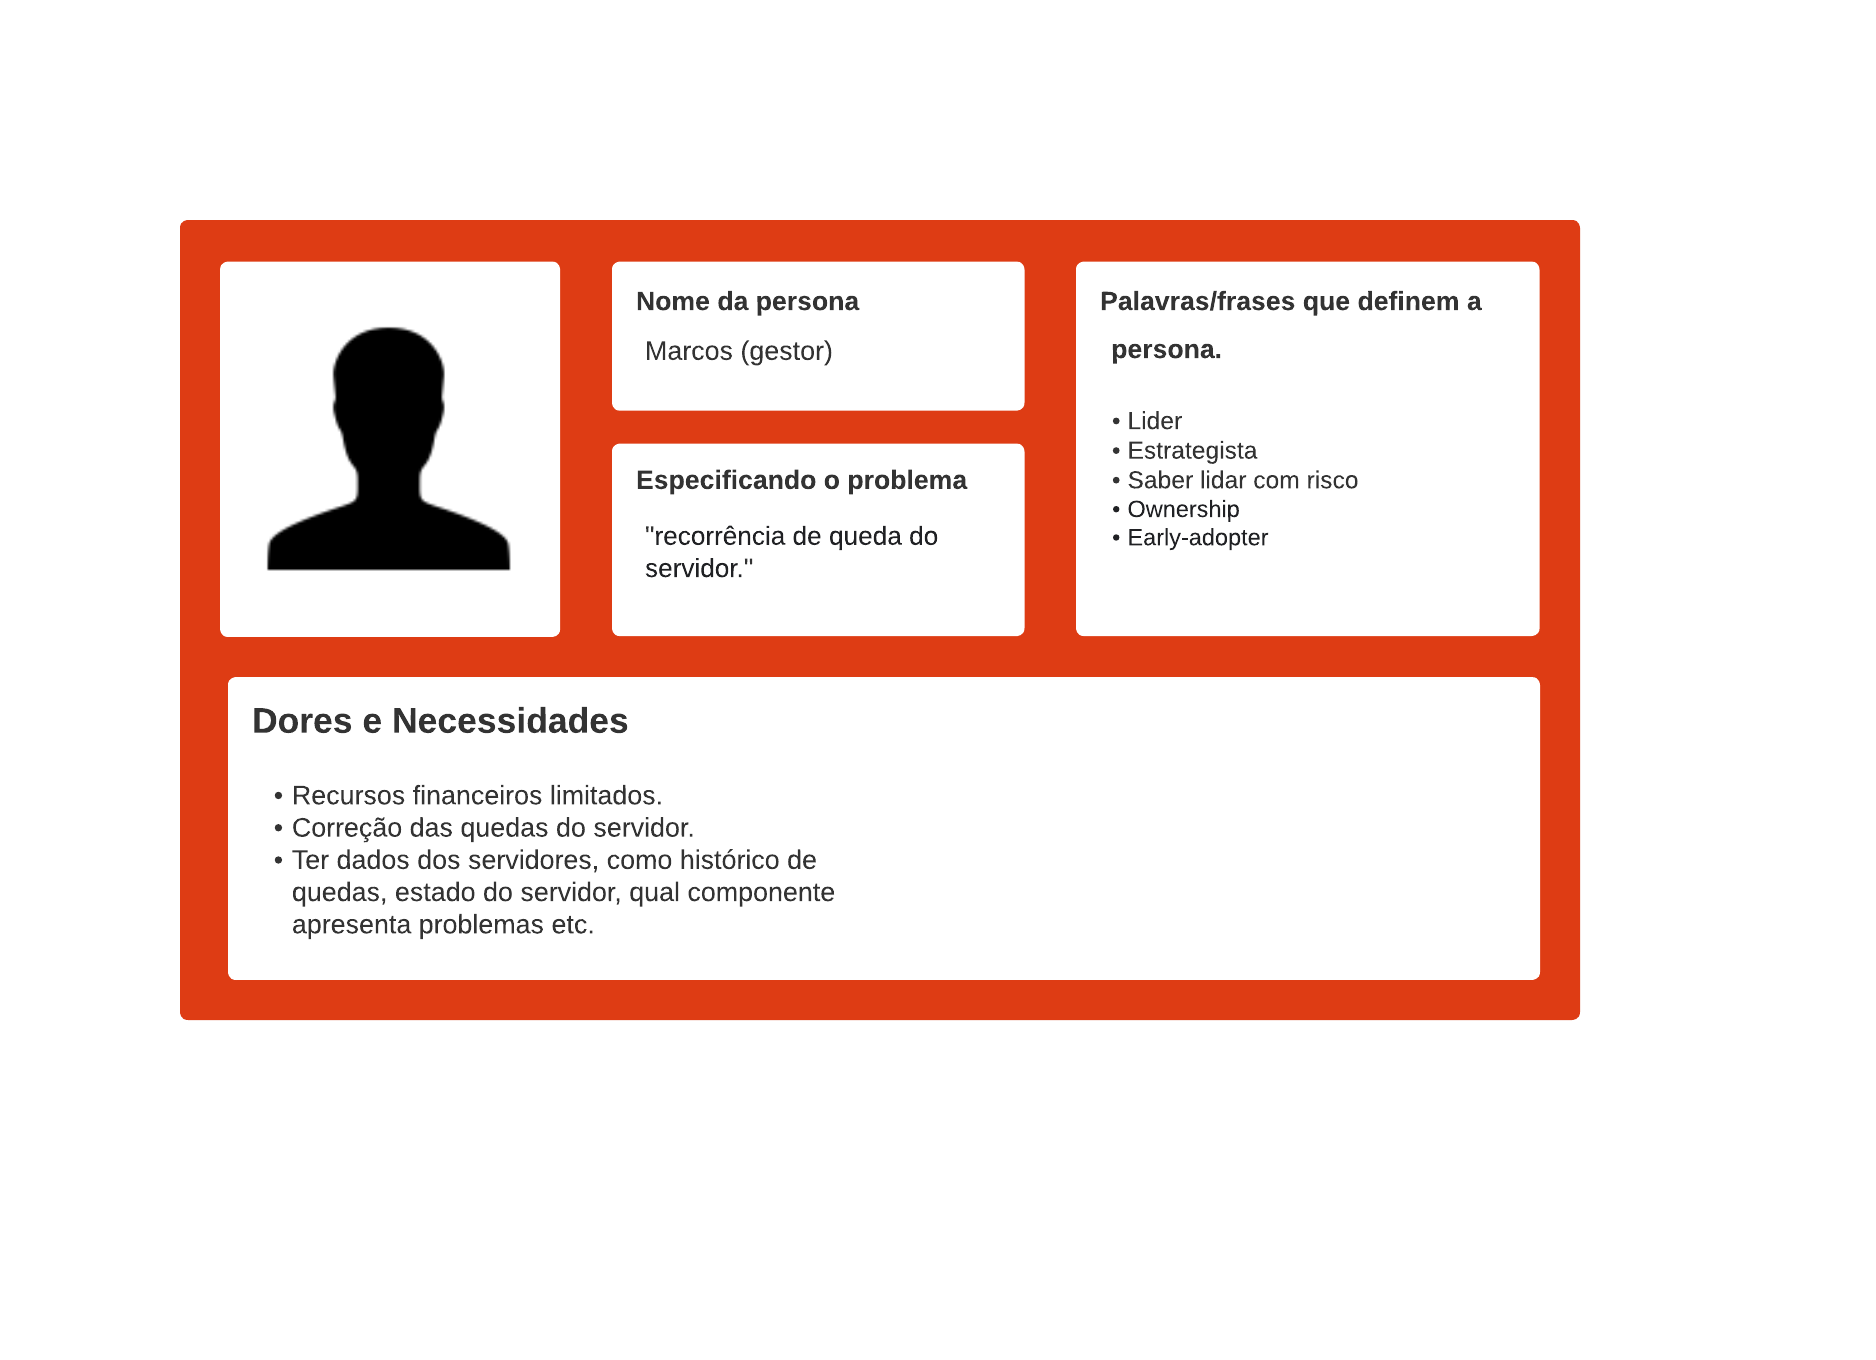 Nome da persona
Marcos (gestor)
Especificando o problema
"recorrência de queda do
servidor."
Palavras/frases que definem a
persona.
• Lider
• Estrategista
• Saber lidar com risco
• Ownership
• Early-adopter
Dores e Necessidades
• Recursos financeiros limitados.
• Correção das quedas do servidor.
• Ter dados dos servidores, como histórico de
quedas, estado do servidor, qual componente
apresenta problemas etc.